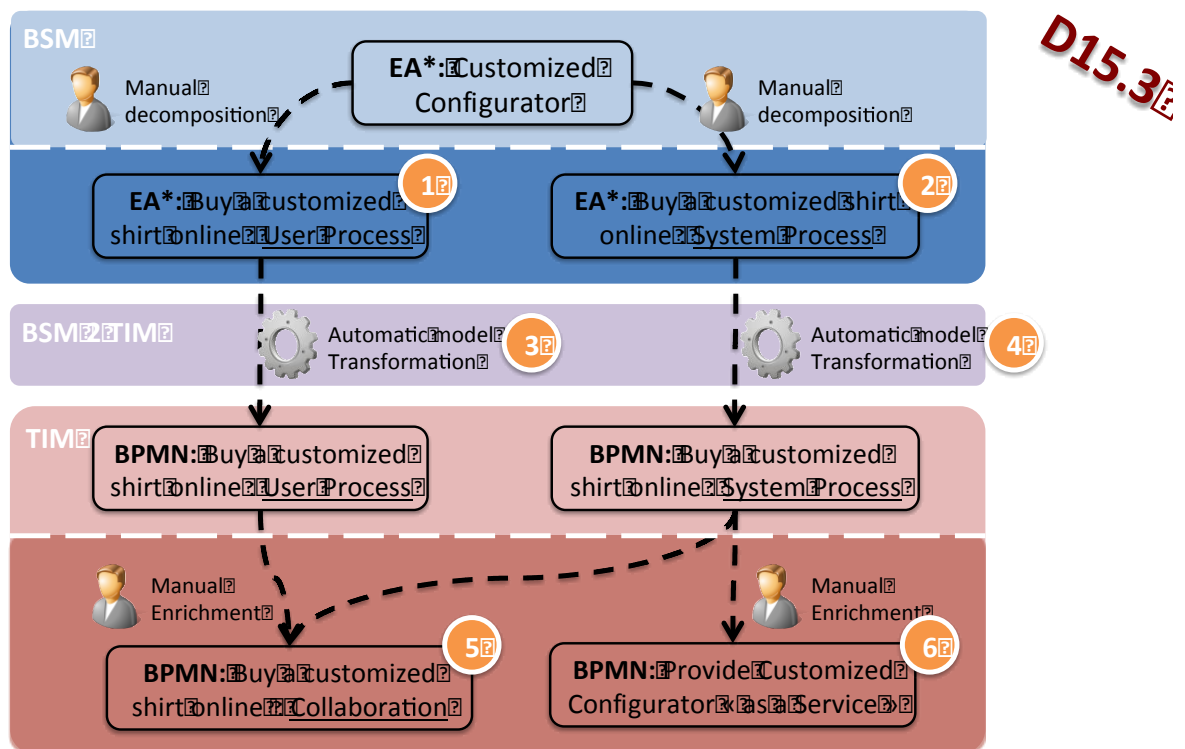 BSM
D15.3
EA*: Customized
Configurator
Manual
decomposition
Manual
decomposition
EA*: Buy a customized
shirt online User Process
1
EA*: Buy a customized shirt
online System Process
2
BSM 2 TIM
Automatic model
Transformation
3
Automatic model
Transformation
4
TIM
BPMN: Buy a customized
shirt online User Process
BPMN: Buy a customized
shirt online System Process
Manual
Enrichment
Manual
Enrichment
5
BPMN: Buy a customized
shirt online Collaboration
6
BPMN: Provide Customized
Configurator « as a Service »